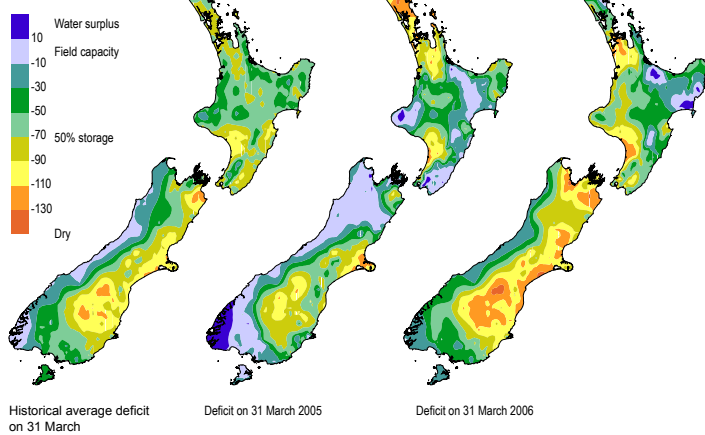 Water surplus
10
Field capacity
-10
-30
-50
-70
50% storage
-90
-110
-130
Dry
Historical average deficit
on 31 March
Deficit on 31 March 2005
Deficit on 31 March 2006